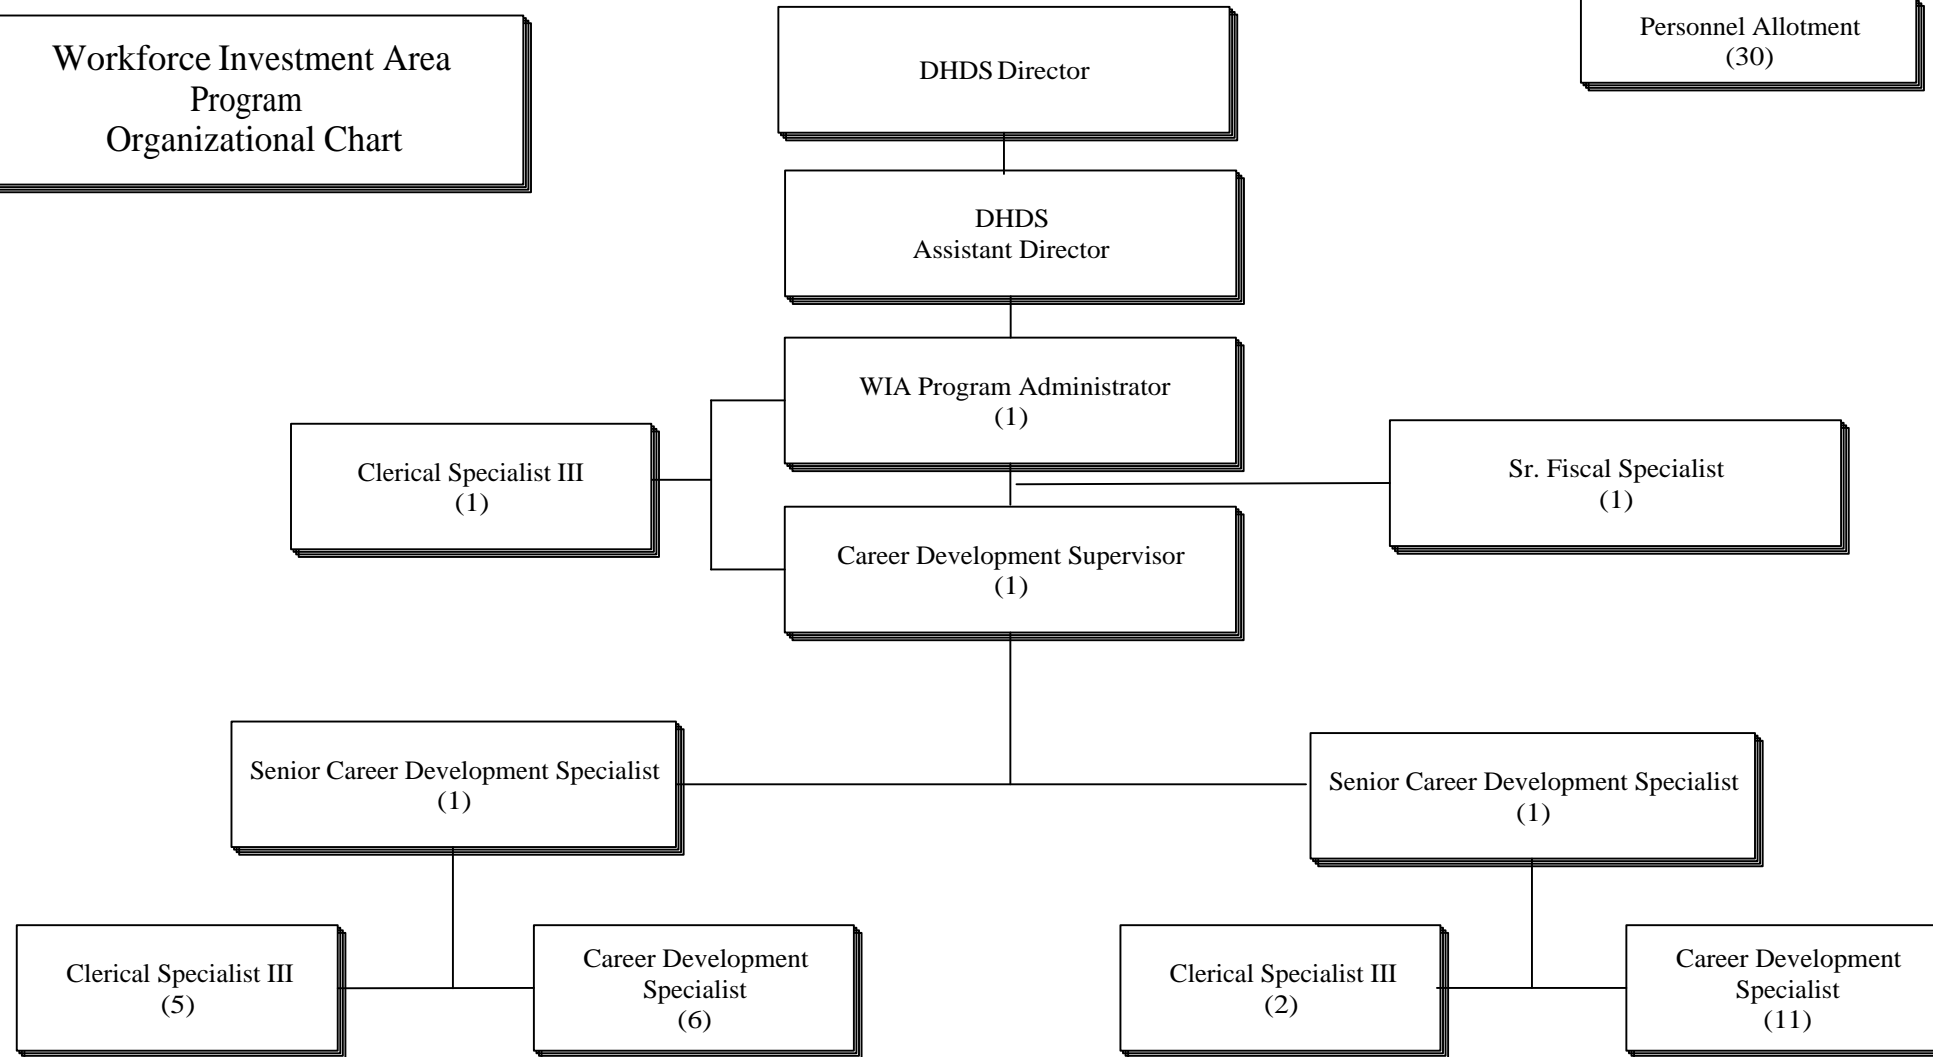 Workforce Investment Area
Program
Organizational Chart
DHDS Director
Personnel Allotment
(30)
DHDS
Assistant Director
WIA Program Administrator
(1)
Clerical Specialist III
(1)
Sr. Fiscal Specialist
(1)
Career Development Supervisor
(1)
Senior Career Development Specialist
(1)
Senior Career Development Specialist
(1)
Clerical Specialist III
(5)
Career Development
Specialist
(6)
Clerical Specialist III
(2)
Career Development
Specialist
(11)